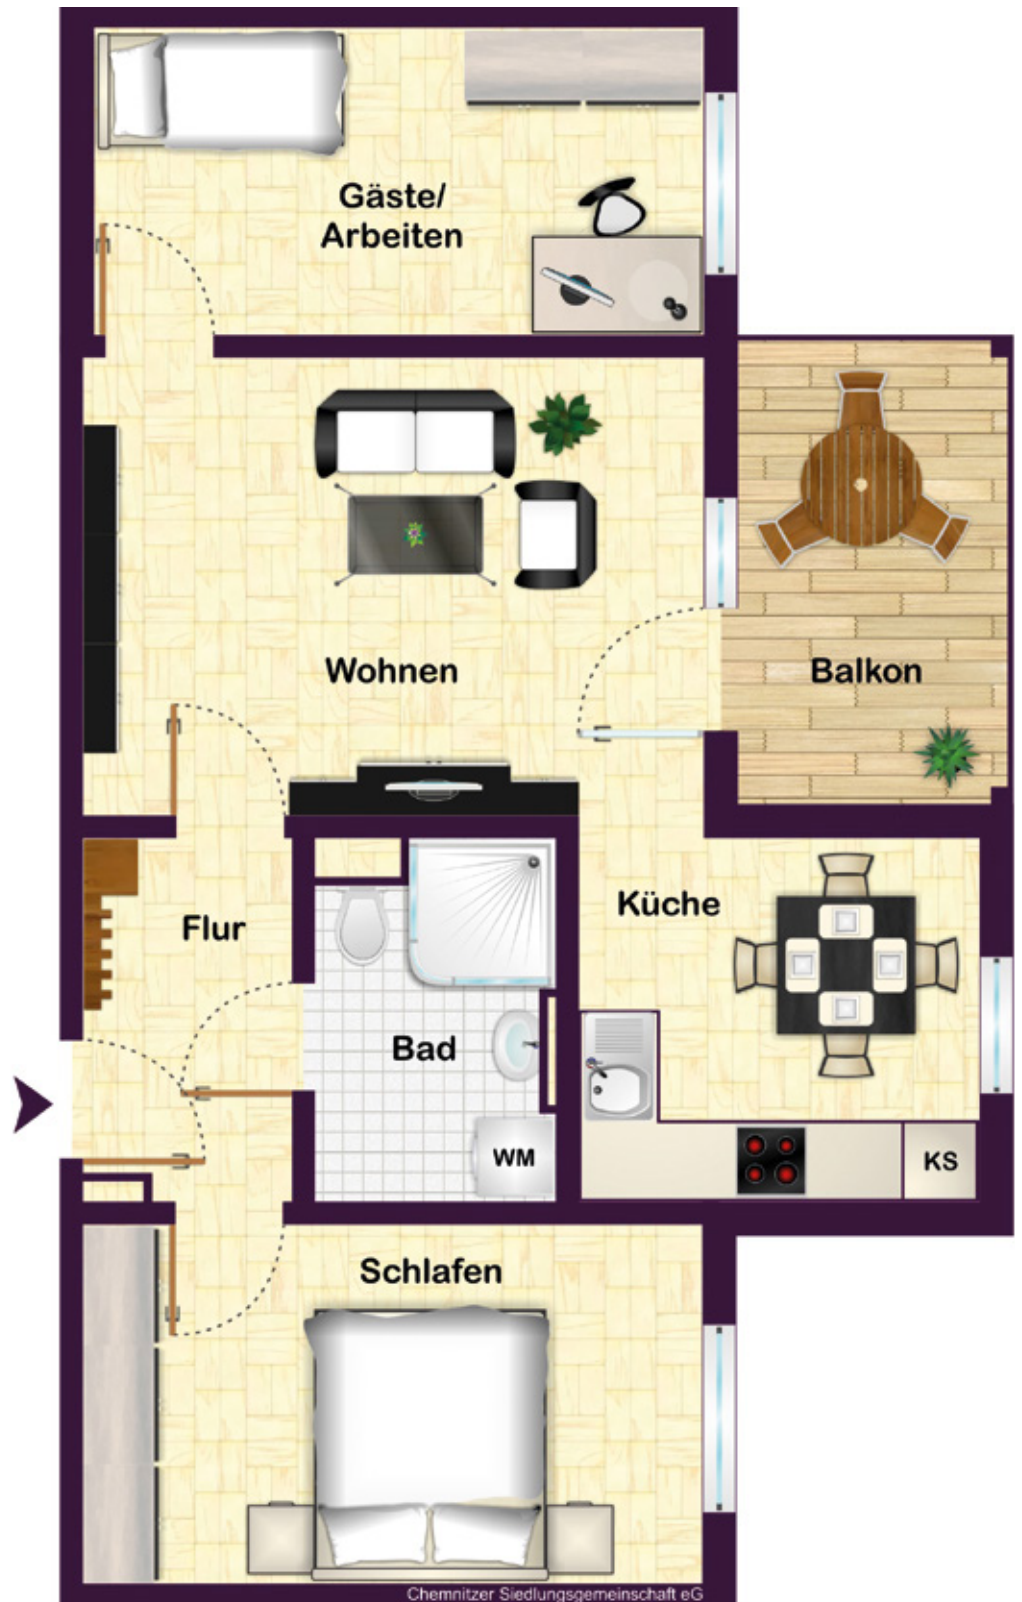 Gäste/
Arbeiten
Wohnen
Balkon
Küche
Flur
Bad
WM
KS
Schlafen
Chemnitzer Siedlungsgemeinschaft eG